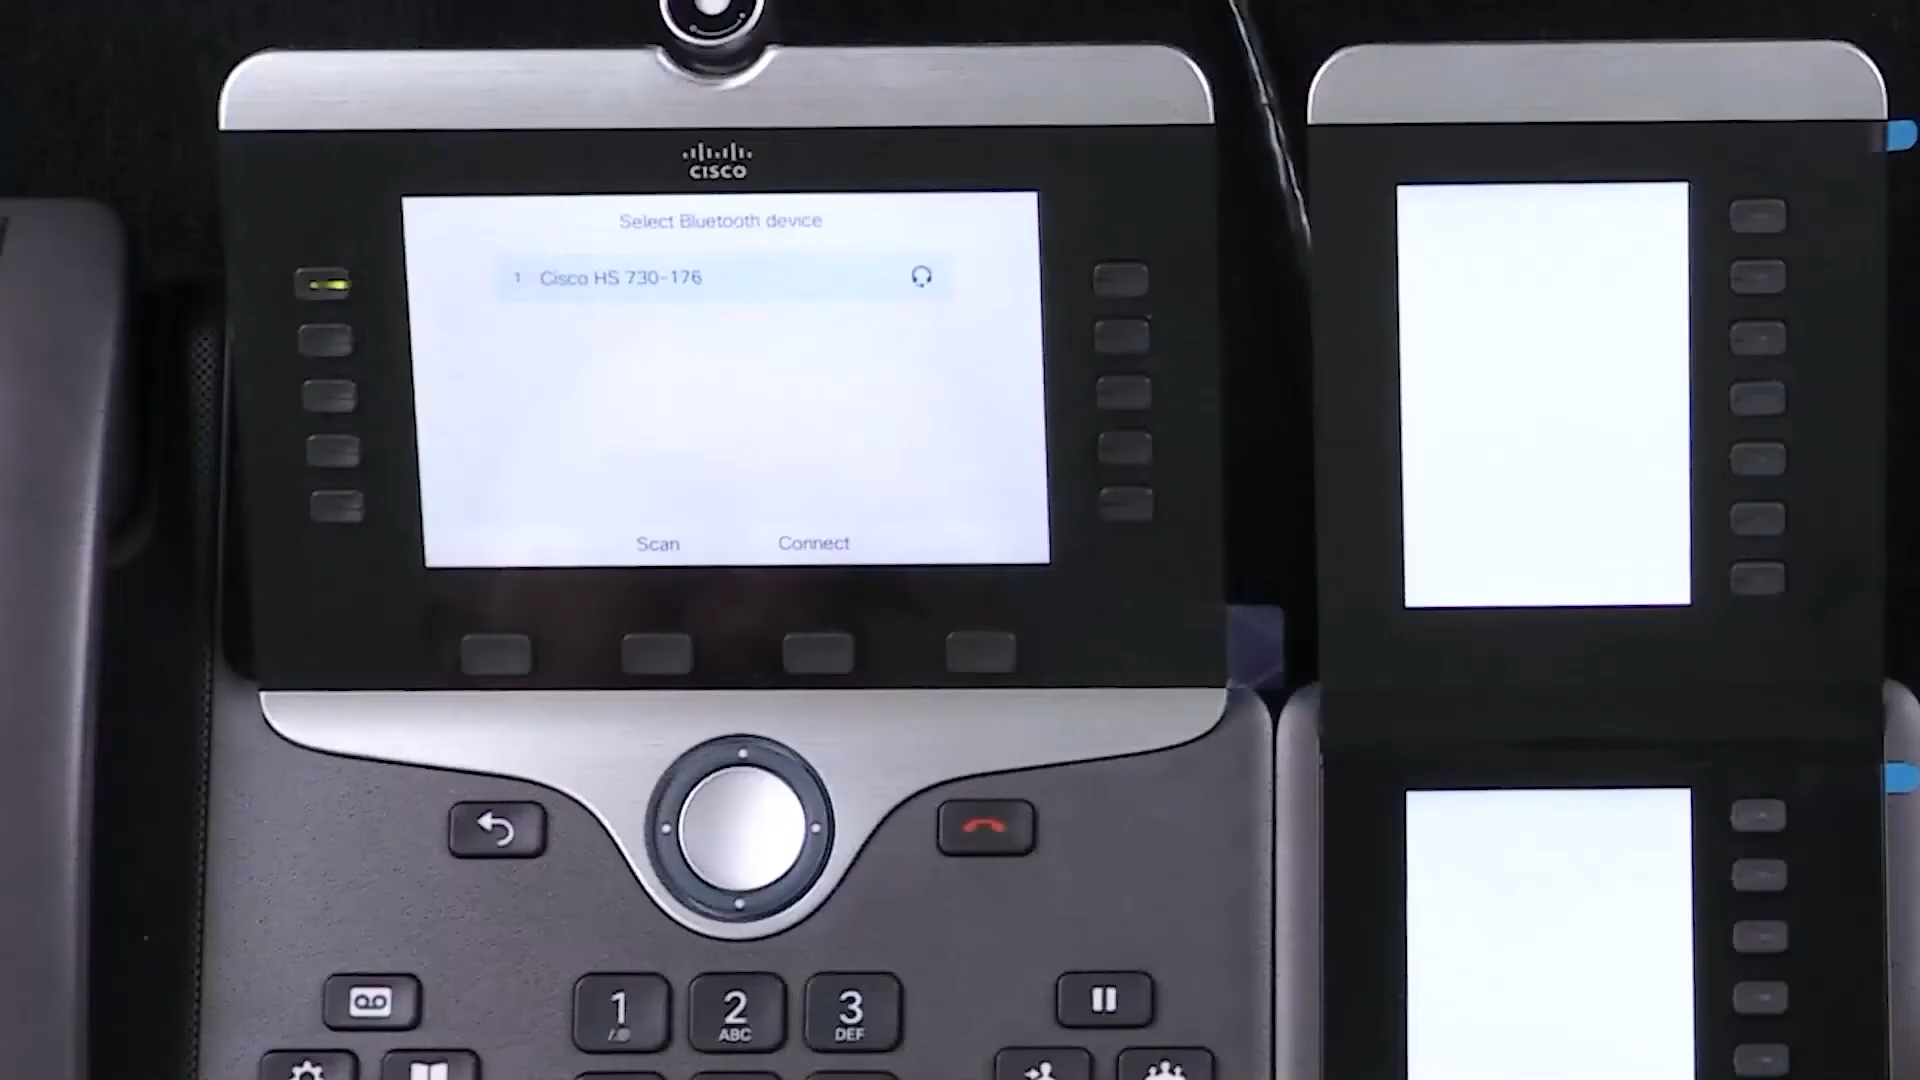 CISCO
Select Bluetooth device
1 Cisco HS 730-176
Scan Connect
1 2 3
/.@ ABC DEF